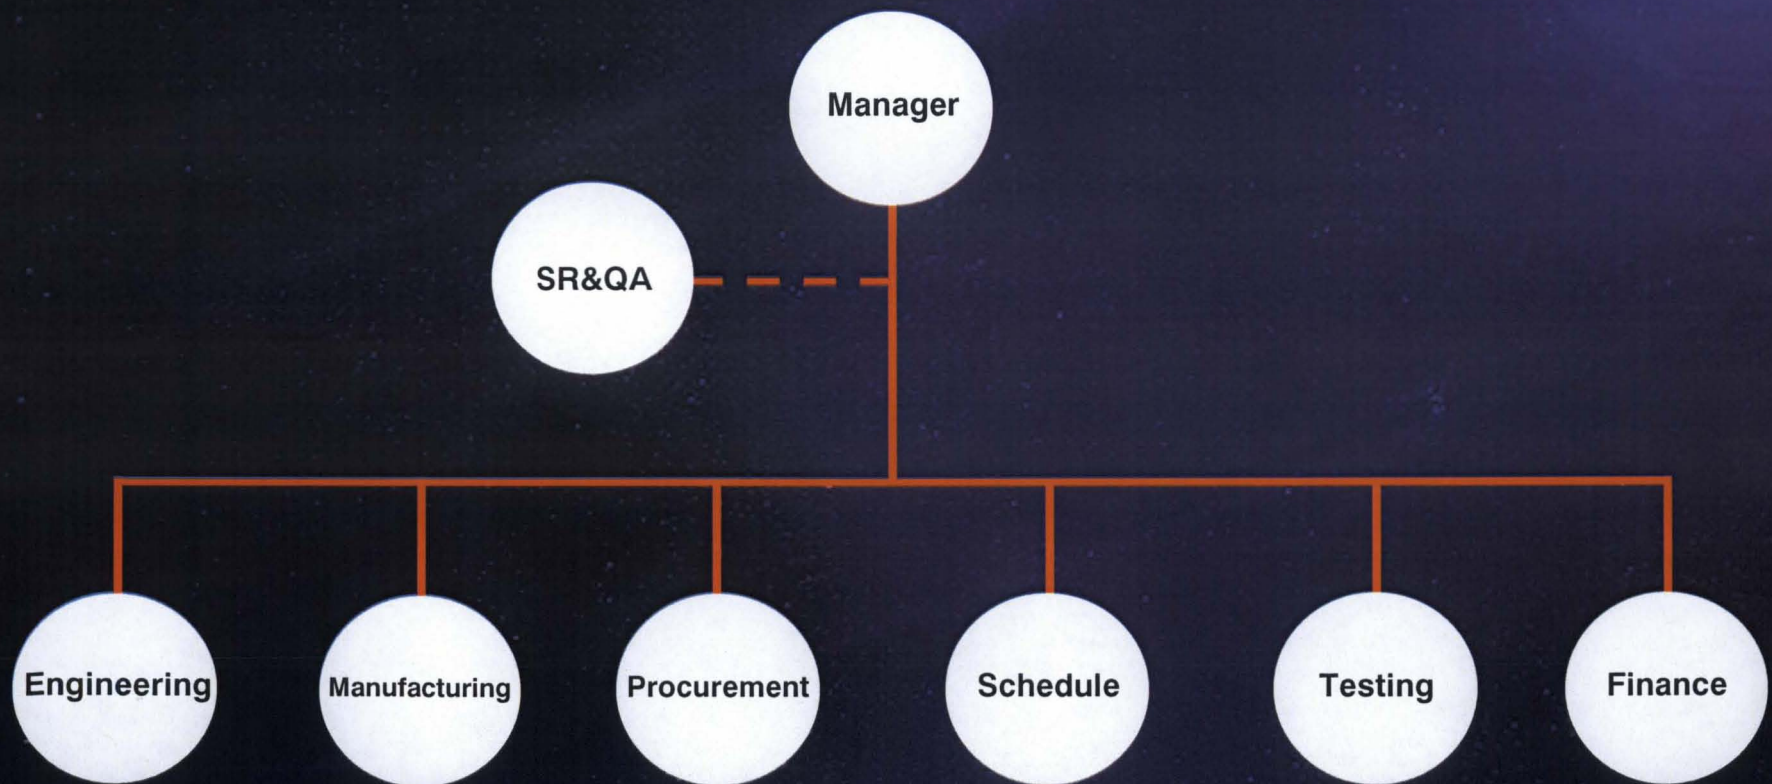 Manager
SR&QA
Engineering
Manufacturing
Procurement
Schedule
Testing
Finance